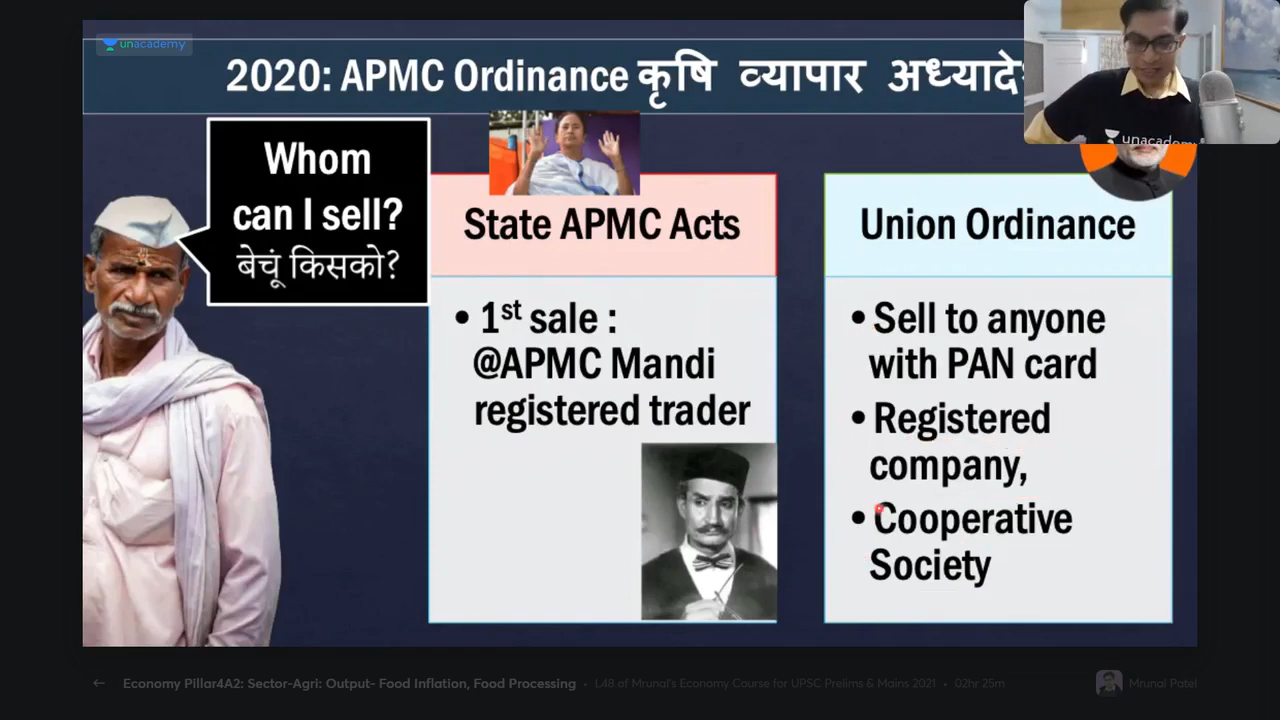 unacademy
2020: APMC Ordinance कृषि व्यापार अध्यादे
unacademy
Whom
can I sell?
बेचूं किसको?
State APMC Acts
• 1st sale :
@APMC Mandi
registered trader
Union Ordinance
• Sell to anyone
with PAN card
• Registered
company,
• Cooperative
Society
← Economy Pillar4A2: Sector-Agri: Output- Food Inflation, Food Processing • L48 of Mrunal's Economy Course for UPSC Prelims & Mains 2021 • 02hr 25m
Mrunal Patel